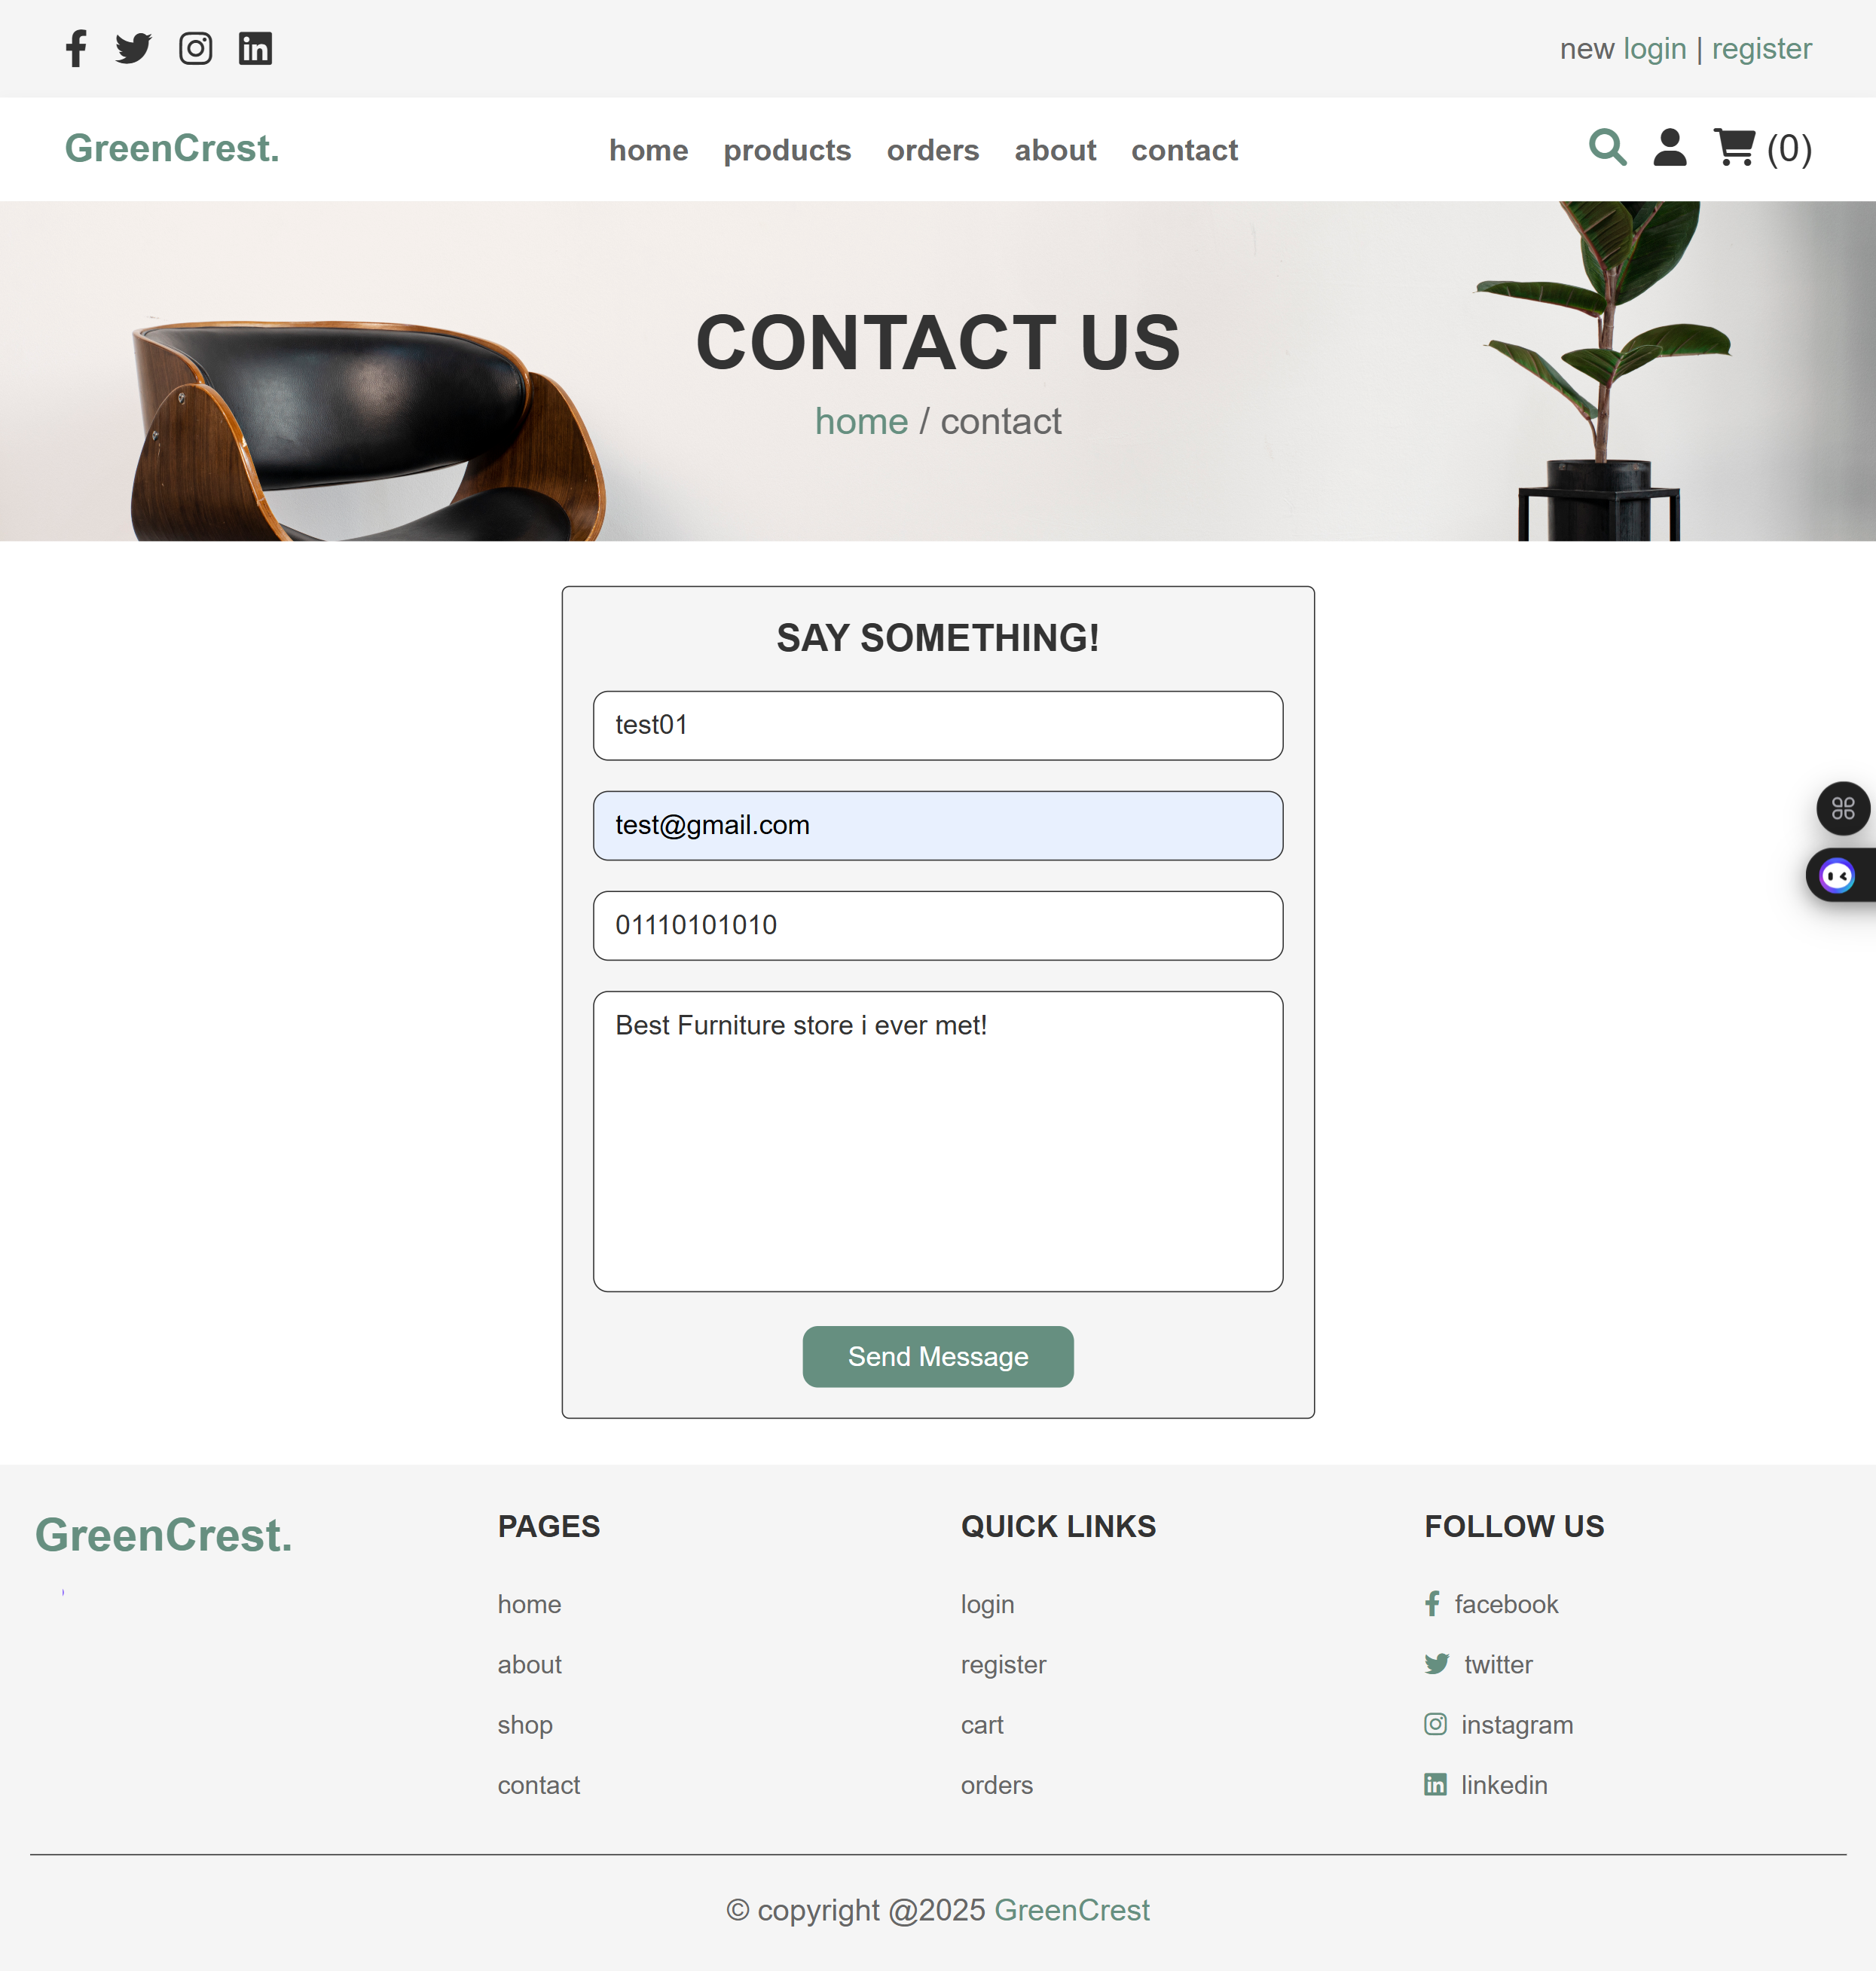 new login | register
GreenCrest.
home products orders about contact
(0)
CONTACT US
home / contact
SAY SOMETHING!
test01
test@gmail.com
01110101010
Best Furniture store i ever met!
Send Message
GreenCrest.
PAGES
home
about
shop
contact
QUICK LINKS
login
register
cart
orders
FOLLOW US
facebook
twitter
instagram
linkedin
© copyright @2025 GreenCrest